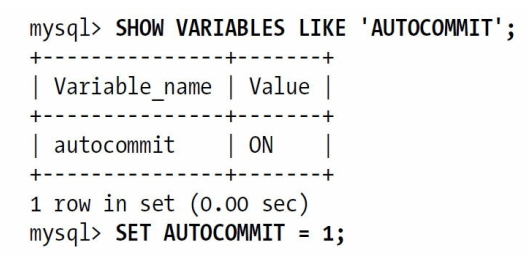 mysql> SHOW VARIABLES LIKE 'AUTOCOMMIT';
+---------------+-------+
| Variable_name | Value |
+---------------+-------+
| autocommit    | ON    |
+---------------+-------+
1 row in set (0.00 sec)
mysql> SET AUTOCOMMIT = 1;